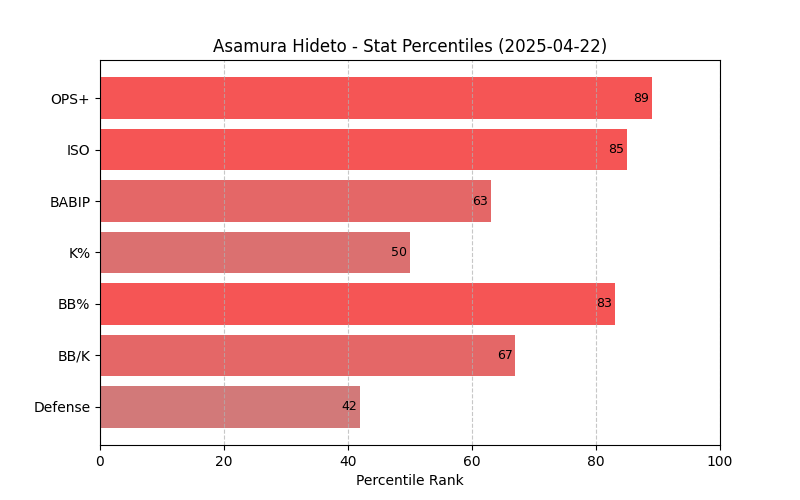 Asamura Hideto - Stat Percentiles (2025-04-22)
OPS+ 89
ISO 85
BABIP 63
K% 50
BB% 83
BB/K 67
Defense 42
0 20 40 60 80 100
Percentile Rank